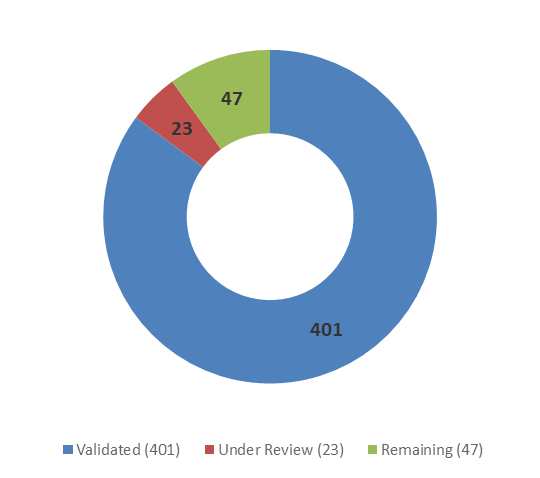 47
23
401
Validated (401) Under Review (23) Remaining (47)